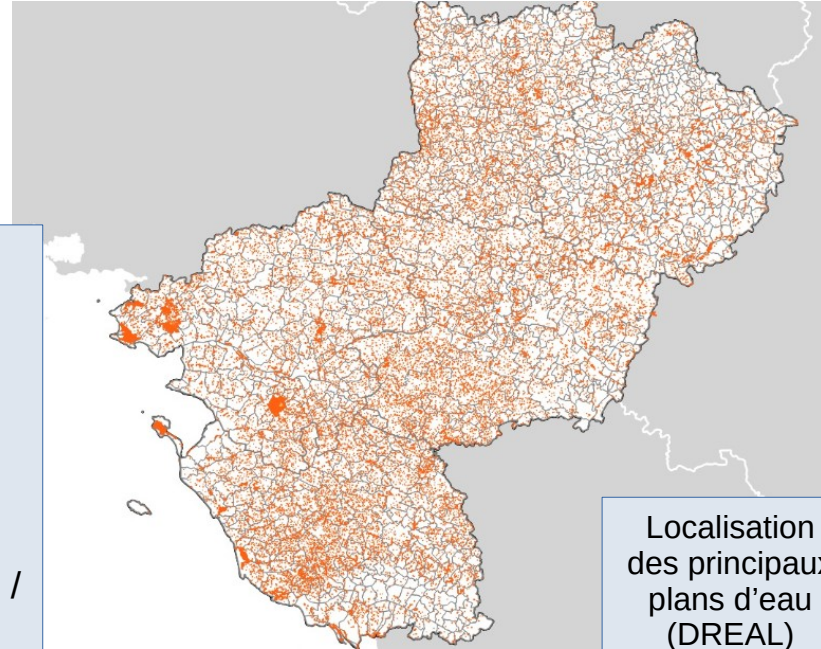 /
Localisation
des principaux
plans d’eau
(DREAL)